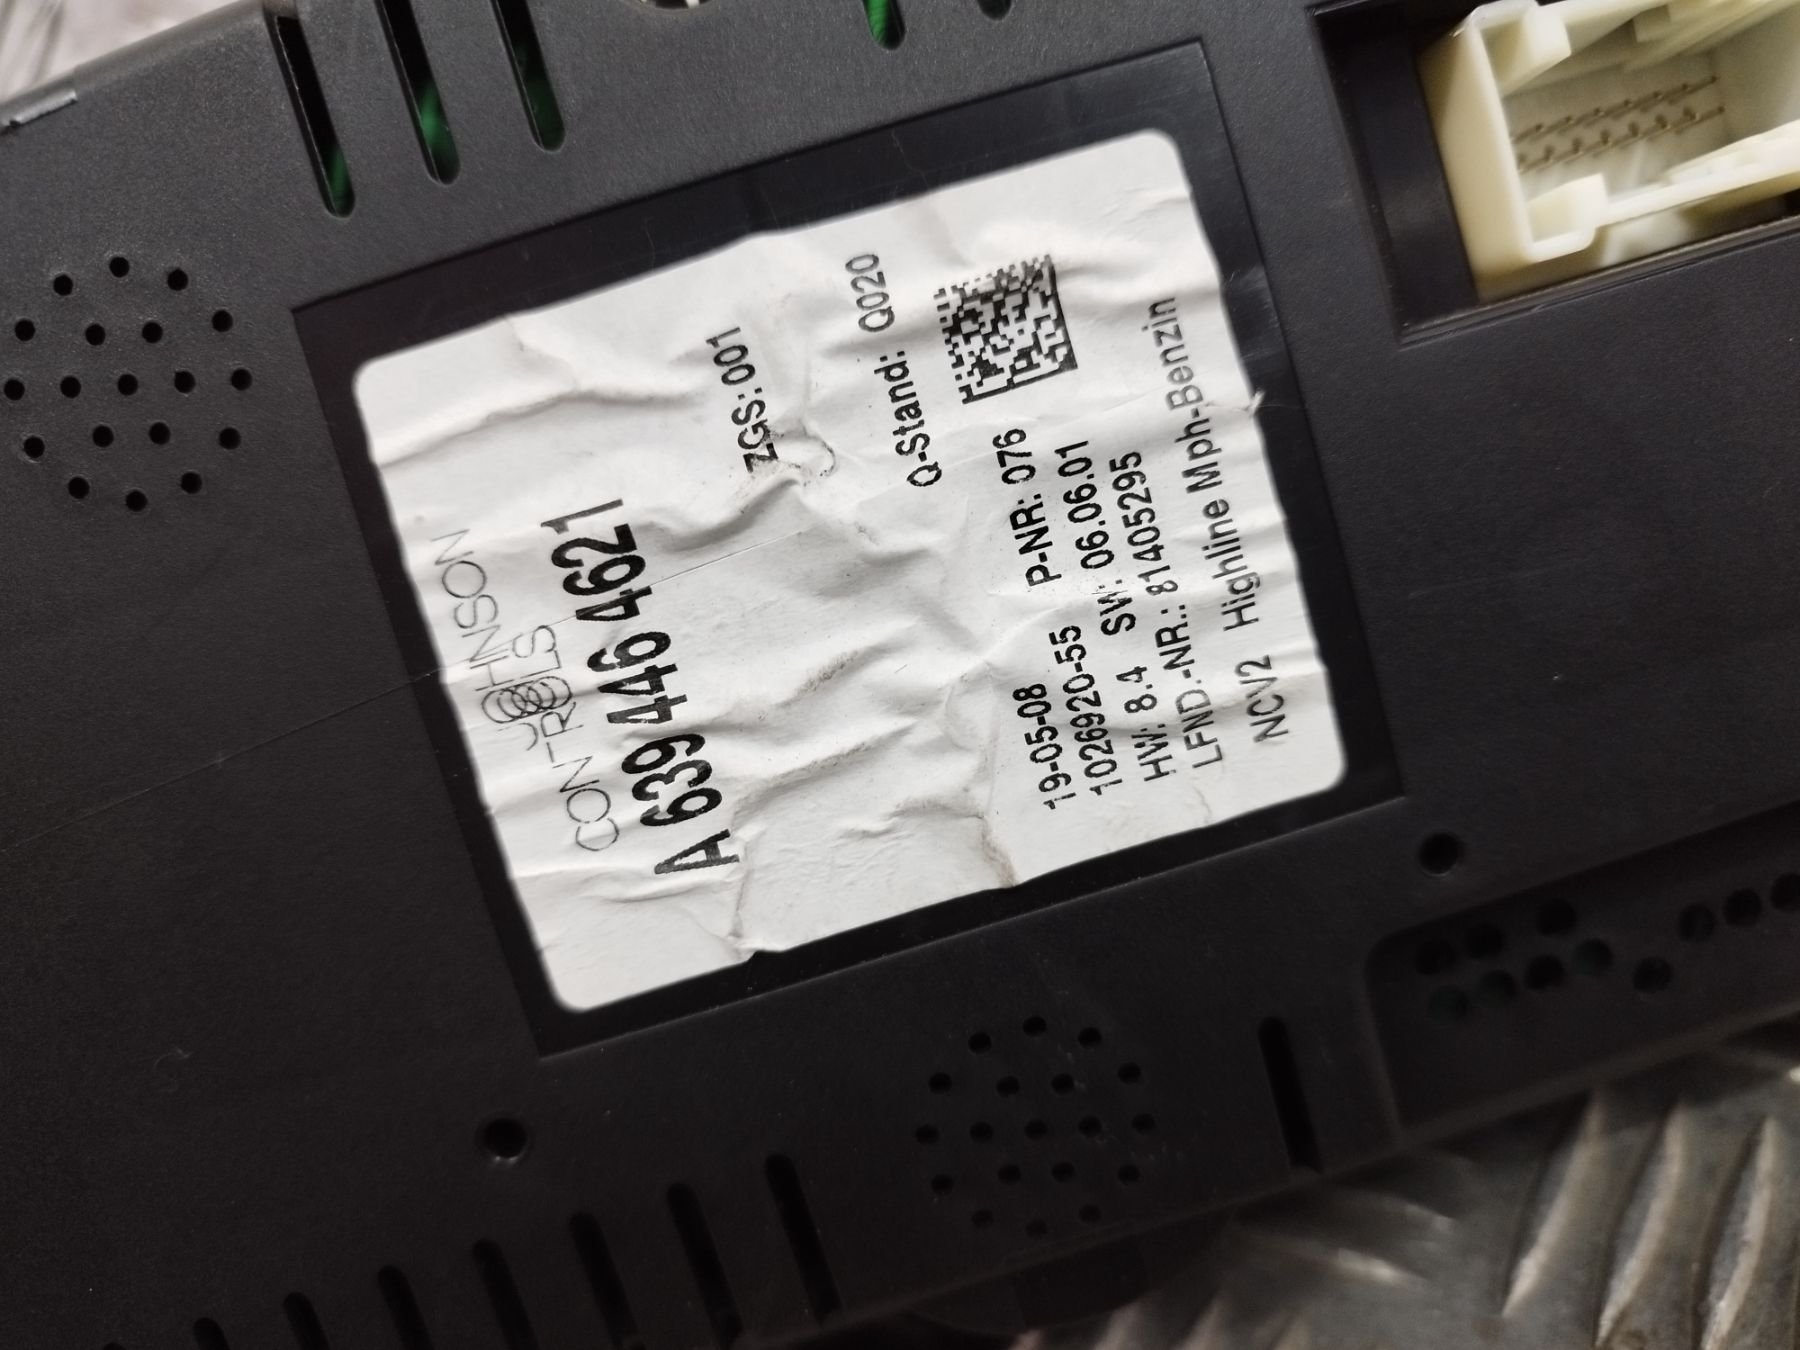 JOHNSON
CONTROLS
A 639 446 4621
ZGS: 001
Q-Stand: Q020
19-05-08 P-NR: 076
1026920-55
HW: 8.4 SW: 06.06.01
LFND.-NR.: 81405295
NCV2 Highline Mph-Benzin